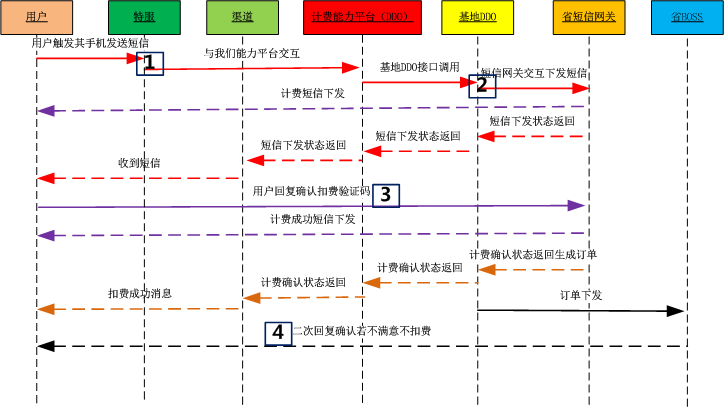 用户
特服
渠道
计费能力平台（DDO）
基地DDO
省短信网关
省BOSS
用户触发其手机发送短信
1
与我们能力平台交互
基地DDO接口调用
2
短信网关交互下发短信
计费短信下发
短信下发状态返回
短信下发状态返回
短信下发状态返回
收到短信
用户回复确认扣费验证码
3
计费成功短信下发
计费确认状态返回生成订单
计费确认状态返回
计费确认状态返回
扣费成功消息
订单下发
4
二次回复确认若不满意不扣费